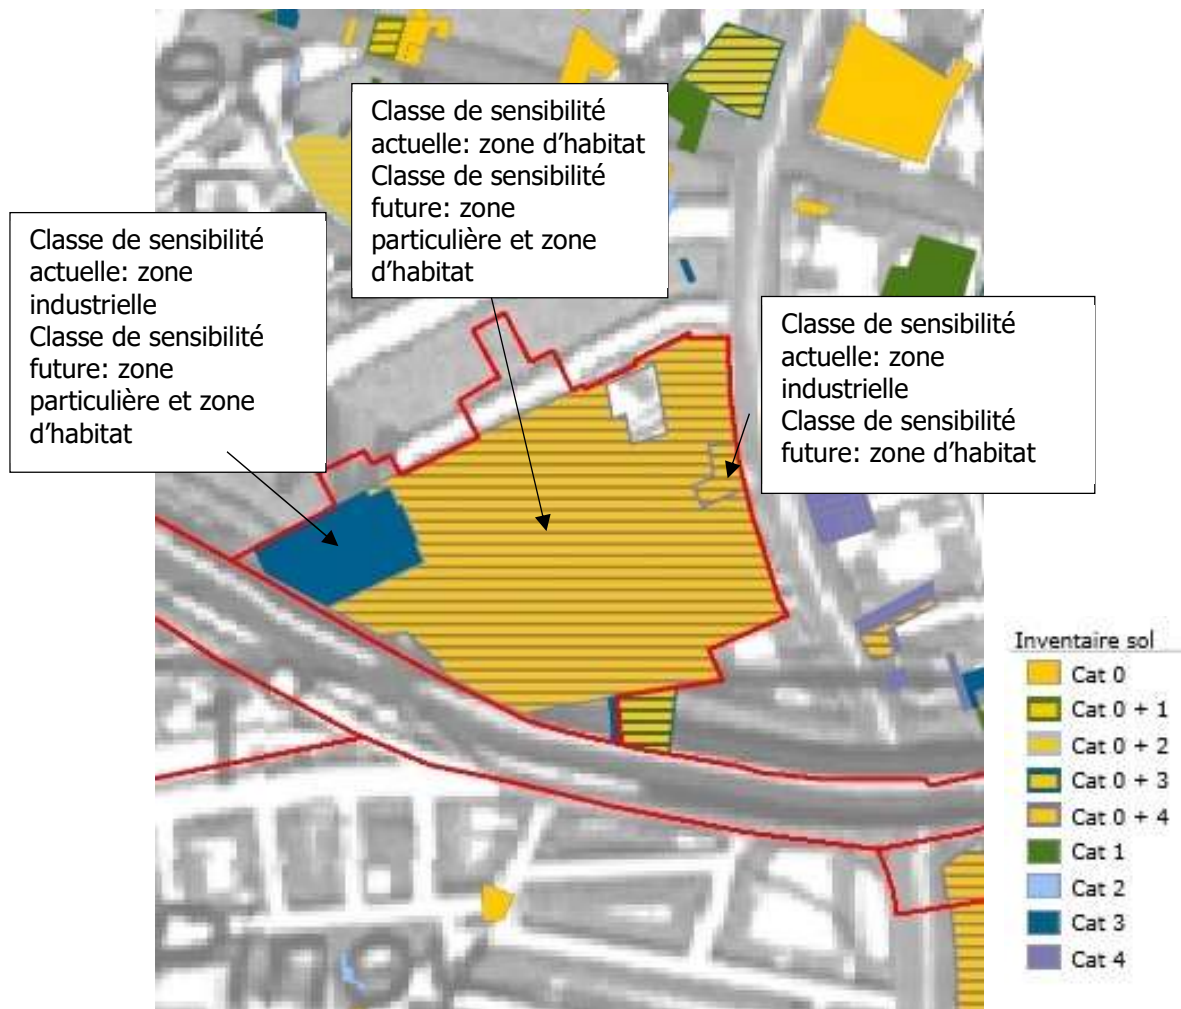 Classe de sensibilité
actuelle: zone d’habitat
Classe de sensibilité
future: zone
particulière et zone
d’habitat
Classe de sensibilité
actuelle: zone
industrielle
Classe de sensibilité
future: zone
particulière et zone
d’habitat
Classe de sensibilité
actuelle: zone
industrielle
Classe de sensibilité
future: zone d’habitat
Inventaire sol
Cat 0
Cat 0 + 1
Cat 0 + 2
Cat 0 + 3
Cat 0 + 4
Cat 1
Cat 2
Cat 3
Cat 4